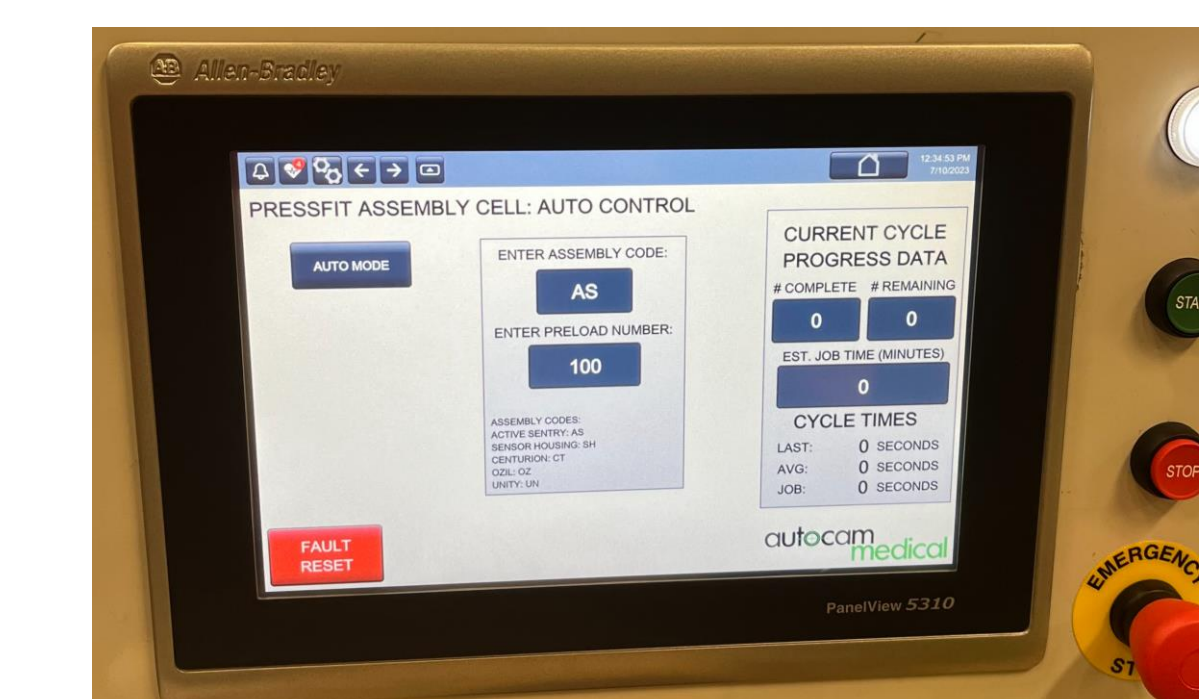 Allen-Bradley
4
12:34:53 PM
7/10/2023
PRESSFIT ASSEMBLY CELL: AUTO CONTROL
AUTO MODE
ENTER ASSEMBLY CODE:
AS
ENTER PRELOAD NUMBER:
100
ASSEMBLY CODES:
ACTIVE SENTRY: AS
SENSOR HOUSING: SH
CENTURION: CT
OZIL: OZ
UNITY: UN
CURRENT CYCLE
PROGRESS DATA
# COMPLETE # REMAINING
0 0
EST. JOB TIME (MINUTES)
0
CYCLE TIMES
LAST: 0 SECONDS
AVG: 0 SECONDS
JOB: 0 SECONDS
FAULT
RESET
autocam
medical
PanelView 5310
STA
STOP
EMERGENCY
ST